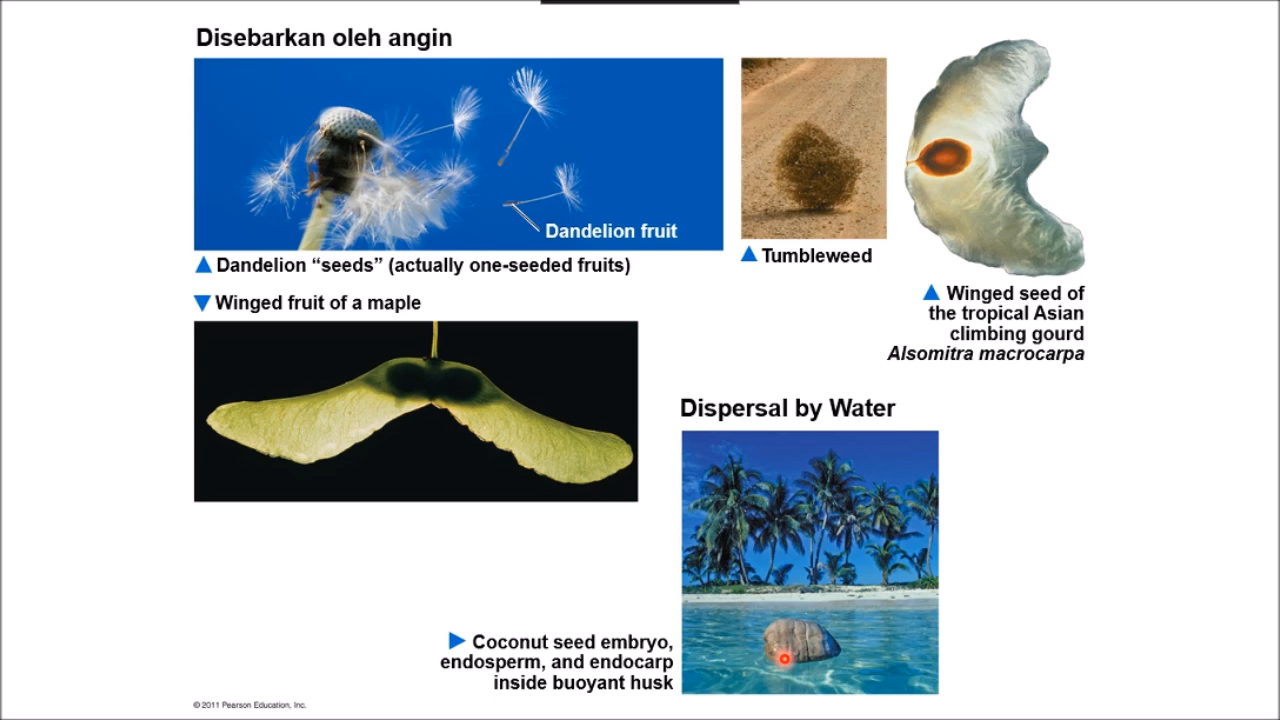 Disebarkan oleh angin
Dandelion fruit
Dandelion “seeds” (actually one-seeded fruits)
Tumbleweed
Winged seed of
the tropical Asian
climbing gourd
Alsomitra macrocarpa
Winged fruit of a maple
Dispersal by Water
Coconut seed embryo,
endosperm, and endocarp
inside buoyant husk
© 2011 Pearson Education, Inc.